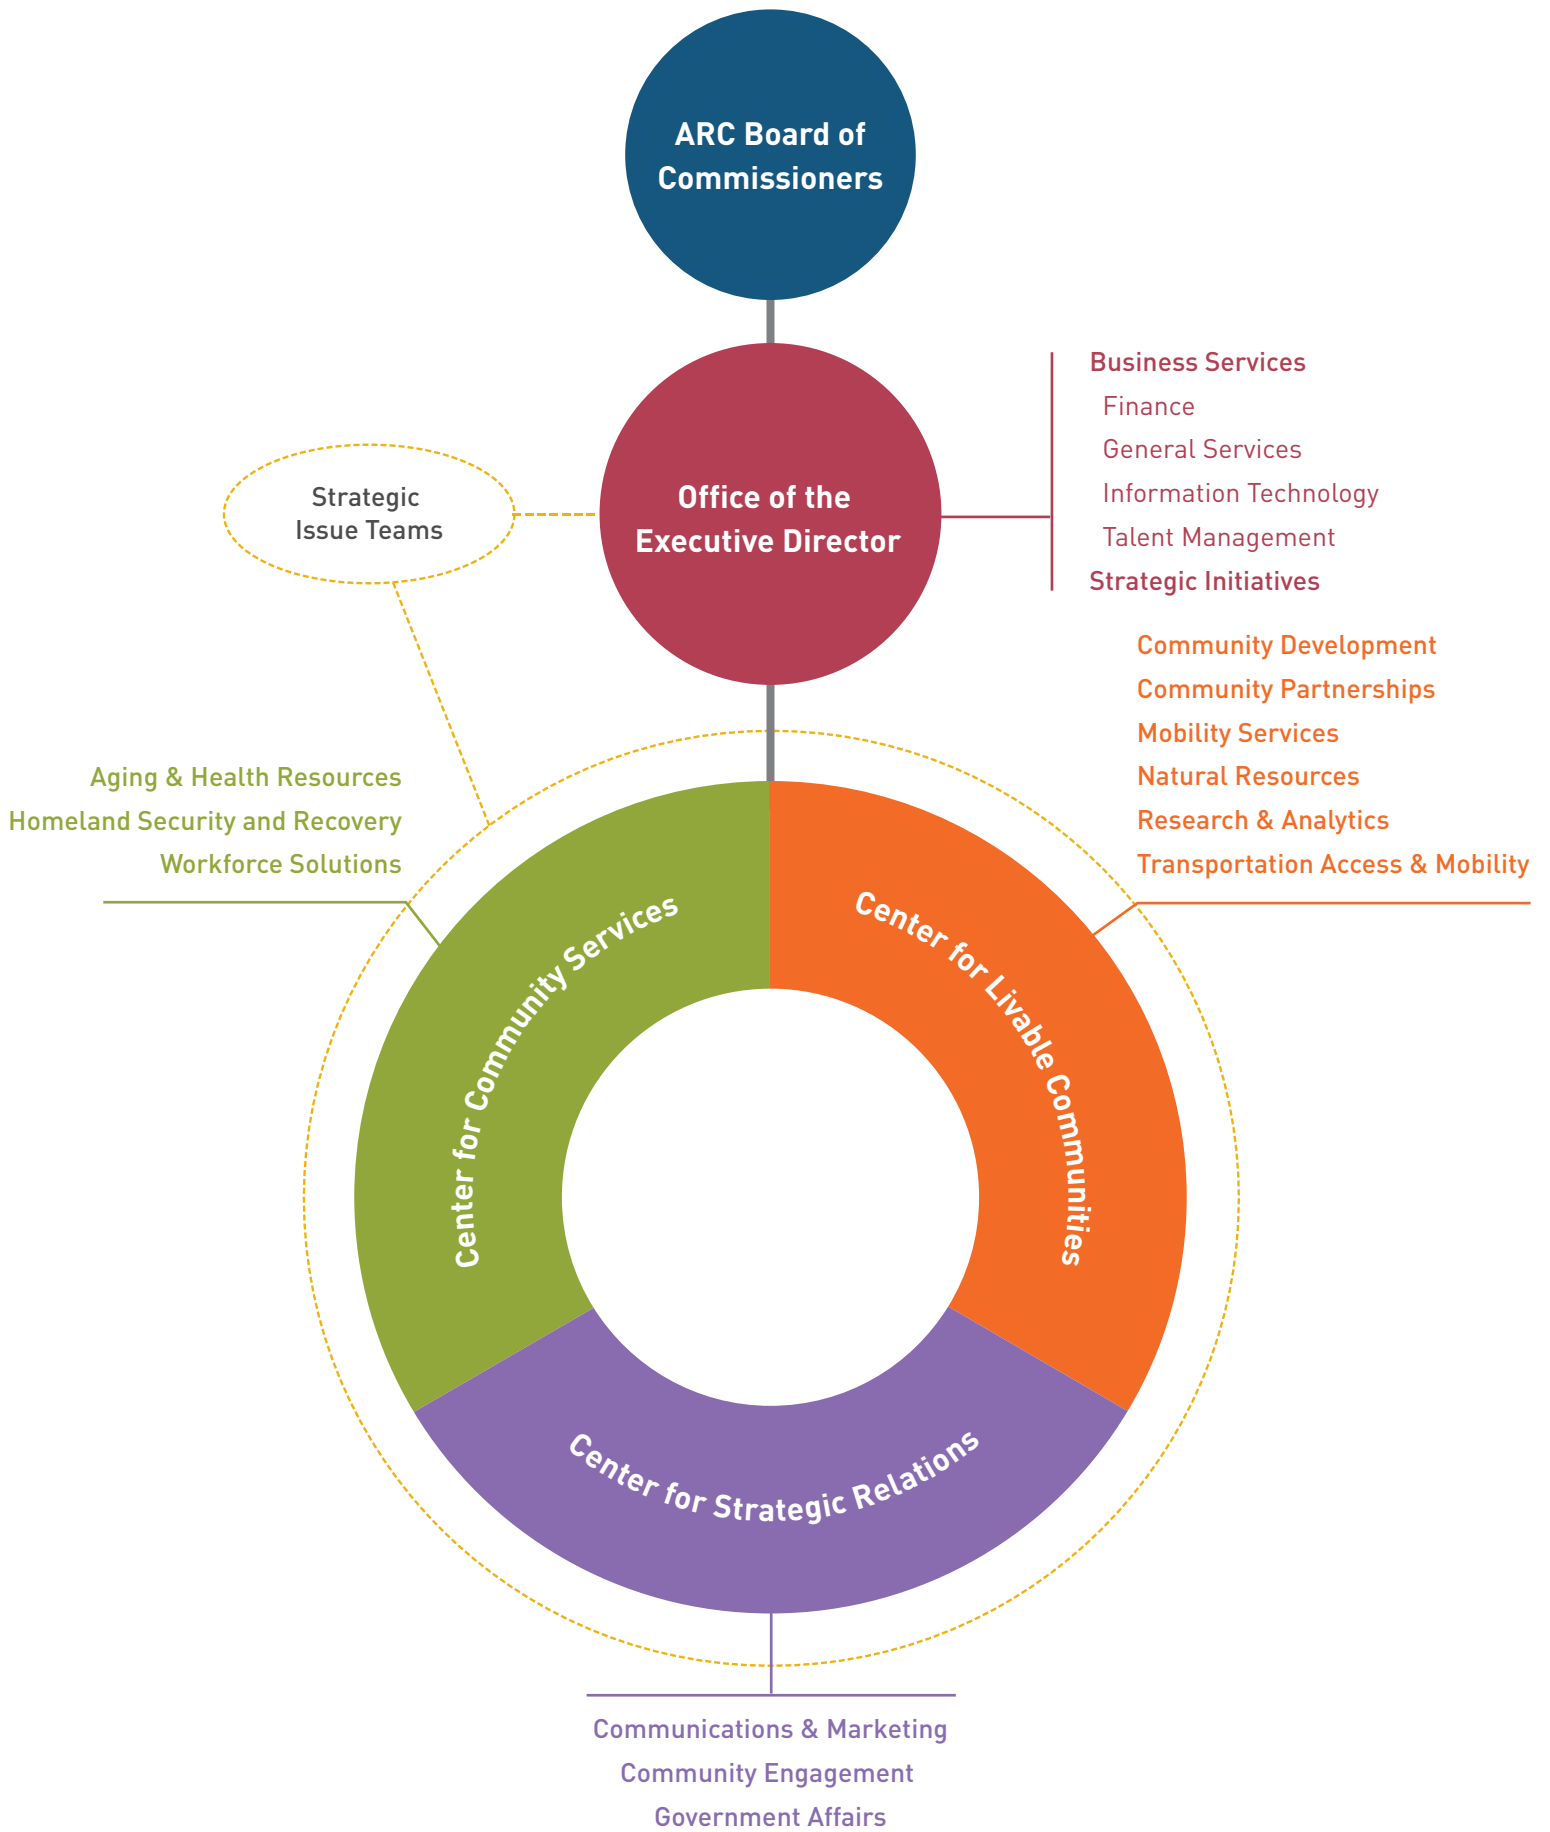 ARC Board of
Commissioners
Office of the
Executive Director
Business Services
Finance
General Services
Information Technology
Talent Management
Strategic Initiatives
Strategic
Issue Teams
Community Development
Community Partnerships
Mobility Services
Natural Resources
Research & Analytics
Transportation Access & Mobility
Aging & Health Resources
Homeland Security and Recovery
Workforce Solutions
Center for Community Services
Center for Livable Communities
Center for Strategic Relations
Communications & Marketing
Community Engagement
Government Affairs